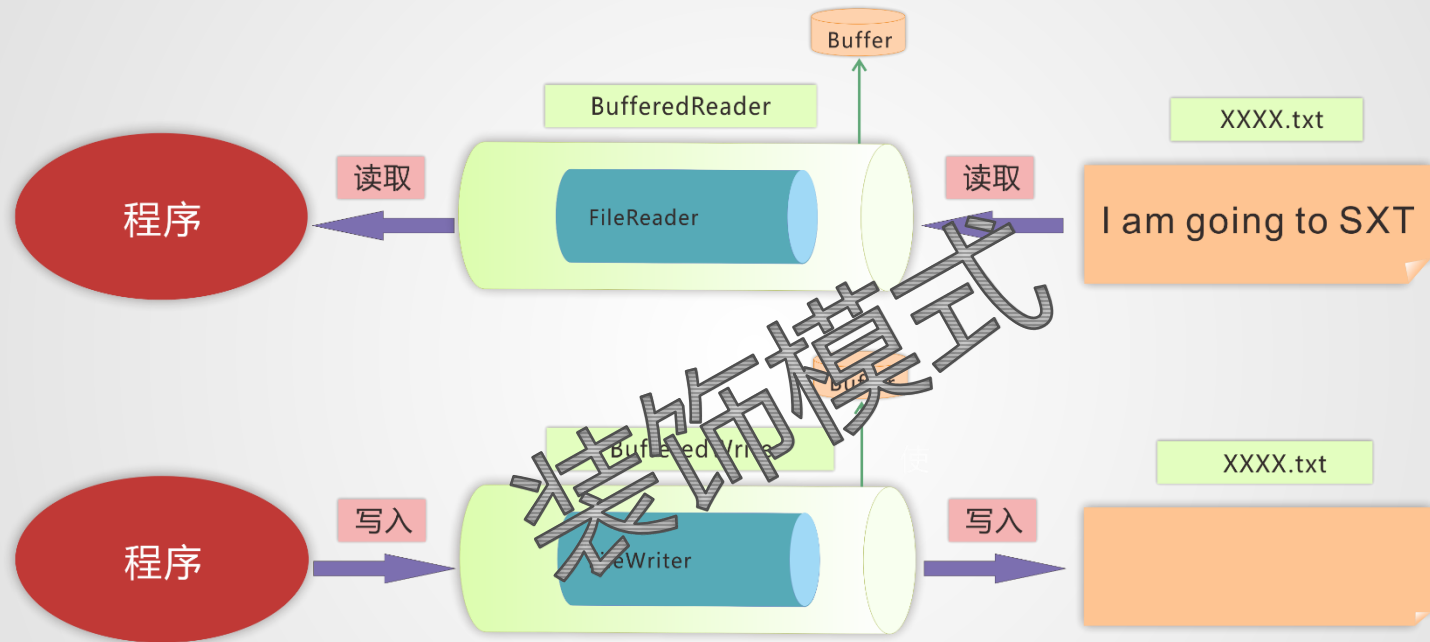 Buffer
BufferedReader
XXXX.txt
读取
读取
程序
FileReader
I am going to SXT
装饰模式
XXXX.txt
写入
写入
程序